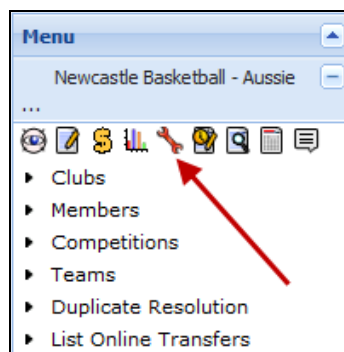 Menu
Newcastle Basketball - Aussie
...
Clubs
Members
Competitions
Teams
Duplicate Resolution
List Online Transfers